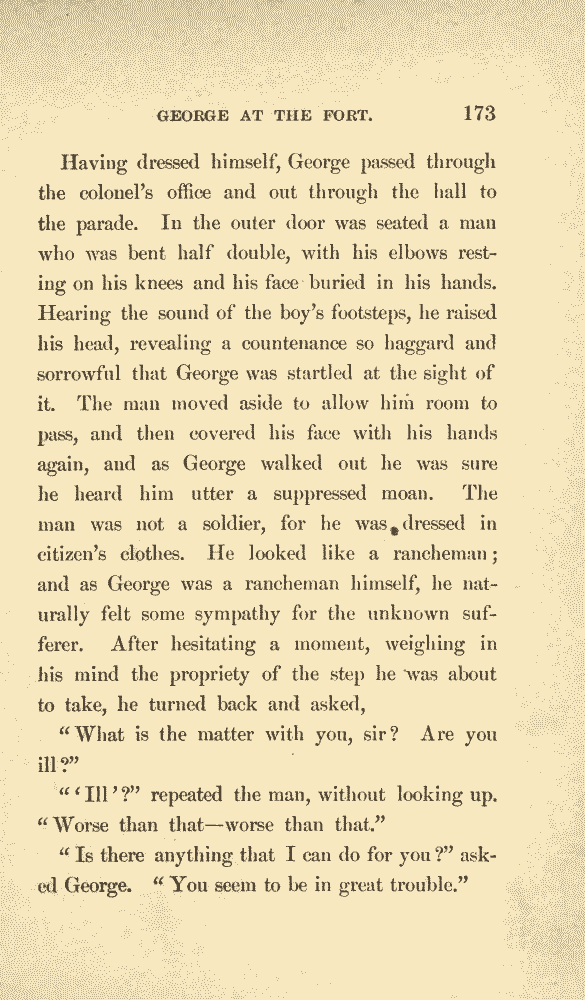 GEORGE AT THE FORT. 173
Having dressed himself, George passed through
the colonel's office and out through the hall to
the parade. In the outer door was seated a man
who was bent half double, with his elbows rest-
ing on his knees and his face buried in his hands.
Hearing the sound of the boy's footsteps, he raised
his head, revealing a countenance so haggard and
sorrowful that George was startled at the sight of
it. The man moved aside to allow him room to
pass, and then covered his face with his hands
again, and as George walked out he was sure
he heard him utter a suppressed moan. The
man was not a soldier, for he was dressed in
citizen's clothes. He looked like a rancheman;
and as George was a rancheman himself, he nat-
urally felt some sympathy for the unknown suf-
ferer. After hesitating a moment, weighing in
his mind the propriety of the step he was about
to take, he turned back and asked,
“What is the matter with you, sir? Are you
ill?”
“‘Ill’?” repeated the man, without looking up.
“Worse than that—worse than that.”
“Is there anything that I can do for you?” ask-
ed George. “You seem to be in great trouble.”